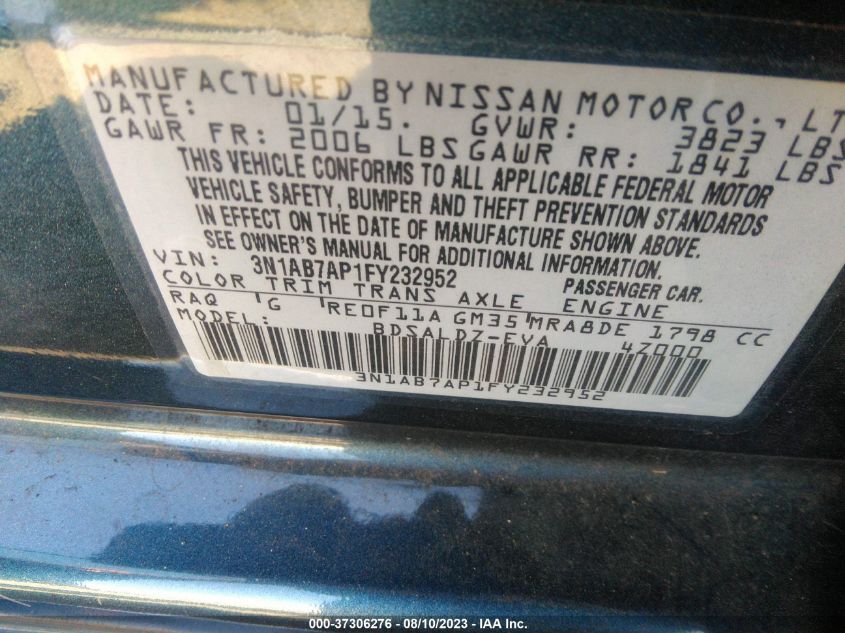 MANUFACTURED BY NISSAN MOTOR CO., LT
DATE: 01/15. GVWR: 3823 LBS
GAWR FR: 2006 LBS GAWR RR: 1841 LBS
THIS VEHICLE CONFORMS TO ALL APPLICABLE FEDERAL MOTOR
VEHICLE SAFETY, BUMPER AND THEFT PREVENTION STANDARDS
IN EFFECT ON THE DATE OF MANUFACTURE SHOWN ABOVE.
SEE OWNER'S MANUAL FOR ADDITIONAL INFORMATION.
VIN: 3N1AB7AP1FY232952 PASSENGER CAR.
COLOR TRIM TRANS AXLE ENGINE
RAQ G RE0F11A GM35 MRA8DE 1798 CC
MODEL: BDSALDZ-EVA 4Z000
3N1AB7AP1FY232952
000-37306276 - 08/10/2023 - IAA Inc.